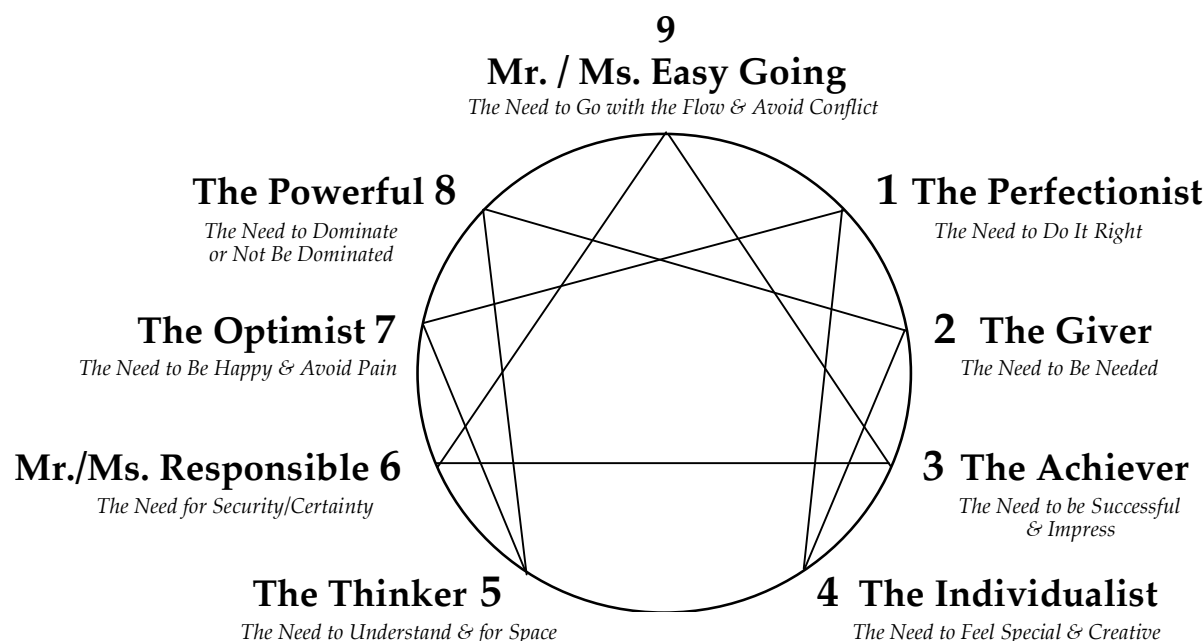 9
Mr. / Ms. Easy Going
The Need to Go with the Flow & Avoid Conflict
The Powerful 8
The Need to Dominate
or Not Be Dominated
1 The Perfectionist
The Need to Do It Right
The Optimist 7
The Need to Be Happy & Avoid Pain
2 The Giver
The Need to Be Needed
Mr./Ms. Responsible 6
The Need for Security/Certainty
3 The Achiever
The Need to be Successful
& Impress
The Thinker 5
The Need to Understand & for Space
4 The Individualist
The Need to Feel Special & Creative